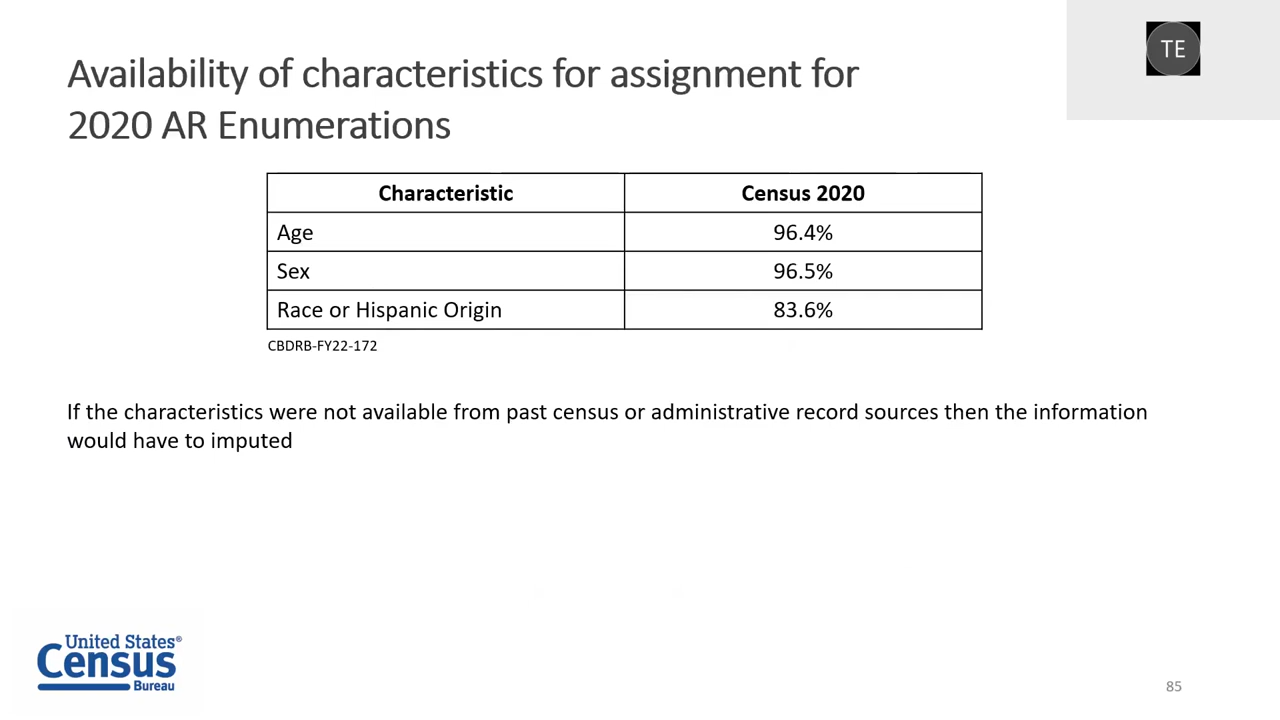 TE
Availability of characteristics for assignment for
2020 AR Enumerations
Characteristic Census 2020
Age 96.4%
Sex 96.5%
Race or Hispanic Origin 83.6%
CBDRB-FY22-172
If the characteristics were not available from past census or administrative record sources then the information
would have to imputed
United States®
Census
Bureau
85